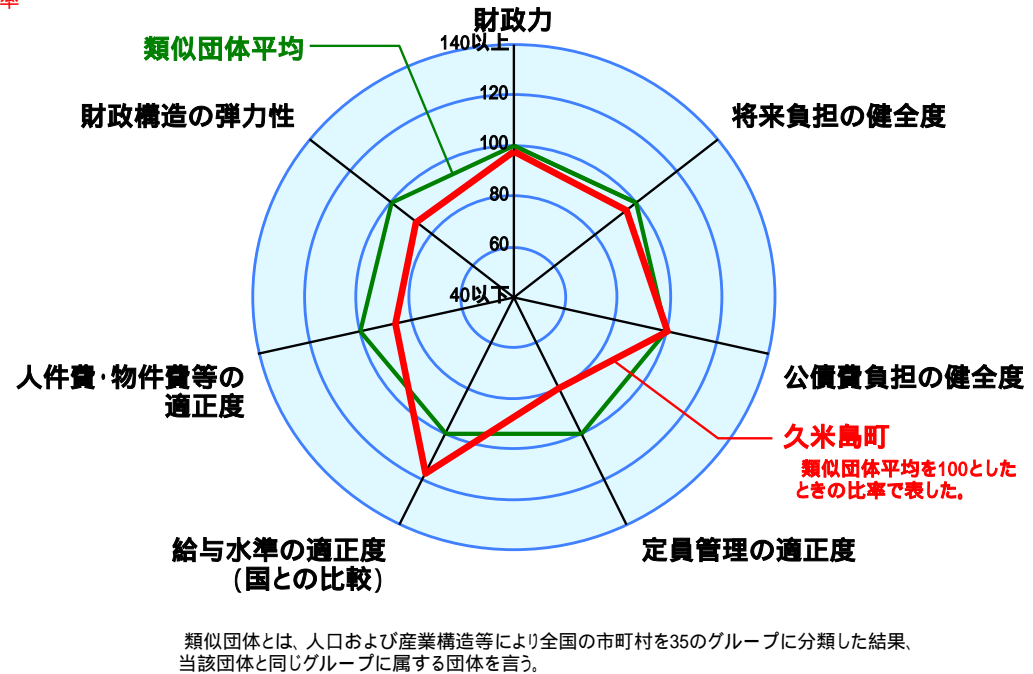 率
財政力
140以上
類似団体平均
120
財政構造の弾力性
将来負担の健全度
100
80
60
40以下
人件費・物件費等の
適正度
公債費負担の健全度
久米島町
類似団体平均を100とした
ときの比率で表した。
給与水準の適正度
(国との比較)
定員管理の適正度
類似団体とは、人口および産業構造等により全国の市町村を35のグループに分類した結果、
当該団体と同じグループに属する団体を言う。